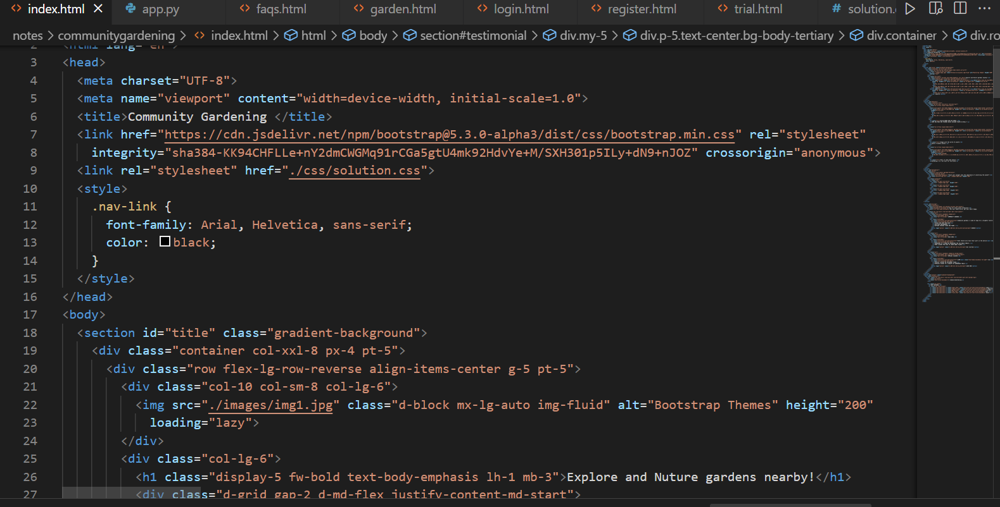 index.html
app.py
faqs.html
garden.html
login.html
register.html
trial.html
# solution.
notes > communitygardening > index.html > html > body > section#testimonial > div.my-5 > div.p-5.text-center.bg-body-tertiary > div.container > div.ro
2 <html lang="en">
3 <head>
4 <meta charset="UTF-8">
5 <meta name="viewport" content="width=device-width, initial-scale=1.0">
6 <title>Community Gardening </title>
7 <link href="https://cdn.jsdelivr.net/npm/bootstrap@5.3.0-alpha3/dist/css/bootstrap.min.css" rel="stylesheet"
8 integrity="sha384-KK94CHFLLe+nY2dmCWGMq91rCGa5gtU4mk92HdvYe+M/SXH301p5ILy+dN9+nJOZ" crossorigin="anonymous">
9 <link rel="stylesheet" href="./css/solution.css">
10 <style>
11 .nav-link {
12 font-family: Arial, Helvetica, sans-serif;
13 color: black;
14 }
15 </style>
16 </head>
17 <body>
18 <section id="title" class="gradient-background">
19 <div class="container col-xxl-8 px-4 pt-5">
20 <div class="row flex-lg-row-reverse align-items-center g-5 pt-5">
21 <div class="col-10 col-sm-8 col-lg-6">
22 <img src="./images/img1.jpg" class="d-block mx-lg-auto img-fluid" alt="Bootstrap Themes" height="200"
23 loading="lazy">
24 </div>
25 <div class="col-lg-6">
26 <h1 class="display-5 fw-bold text-body-emphasis lh-1 mb-3">Explore and Nuture gardens nearby!</h1>
27 <div class="d-grid gap-2 d-md-flex justify-content-md-start">